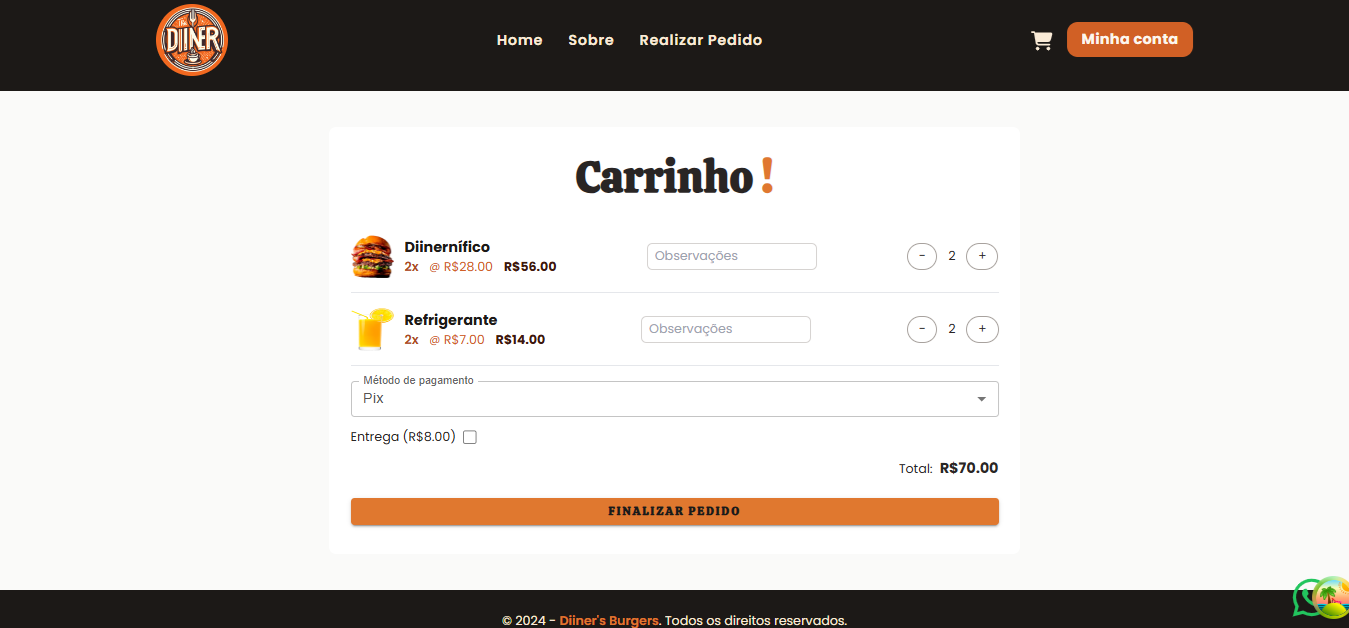 The
DIINER
Home Sobre Realizar Pedido
Minha conta
Carrinho!
Diinernífico
2x @ R$28.00 R$56.00
Observações
- 2 +
Refrigerante
2x @ R$7.00 R$14.00
Observações
- 2 +
Método de pagamento
Pix
Entrega (R$8.00)
Total: R$70.00
FINALIZAR PEDIDO
© 2024 - Diiner's Burgers. Todos os direitos reservados.